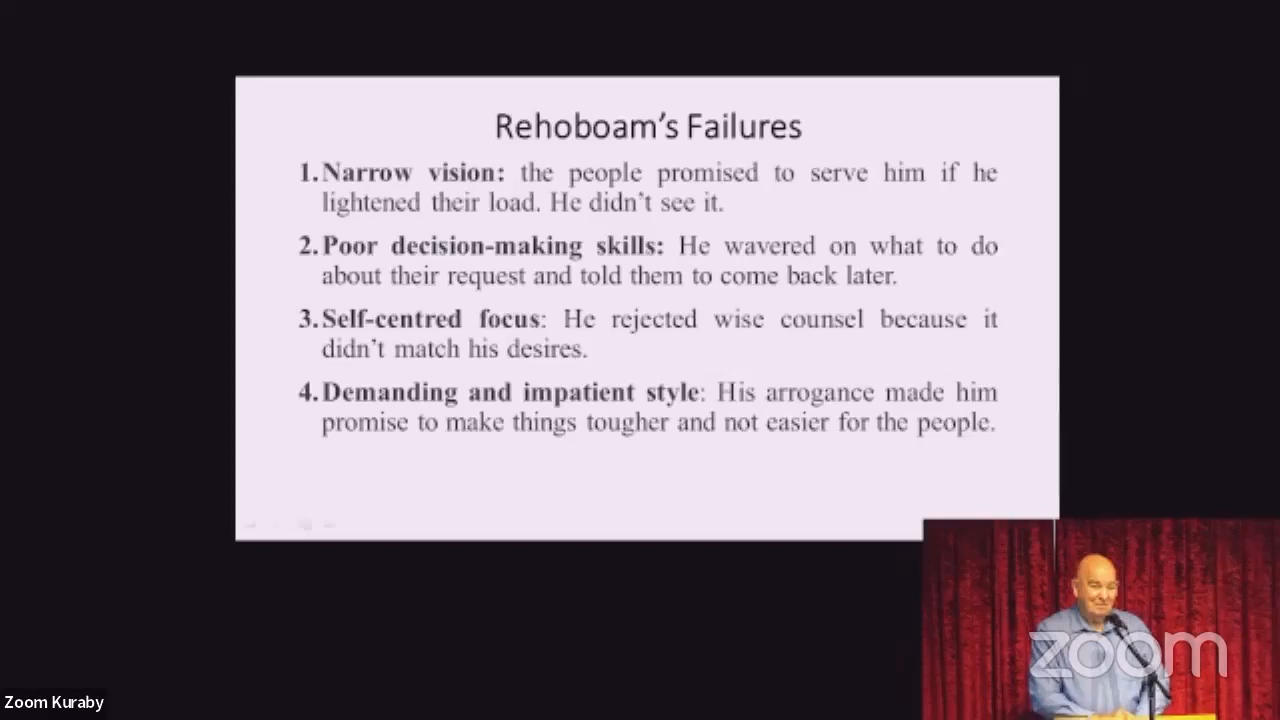 Rehoboam's Failures
1. Narrow vision: the people promised to serve him if he
lightened their load. He didn't see it.
2. Poor decision-making skills: He wavered on what to do
about their request and told them to come back later.
3. Self-centred focus: He rejected wise counsel because it
didn't match his desires.
4. Demanding and impatient style: His arrogance made him
promise to make things tougher and not easier for the people.
zoom
Zoom Kuraby